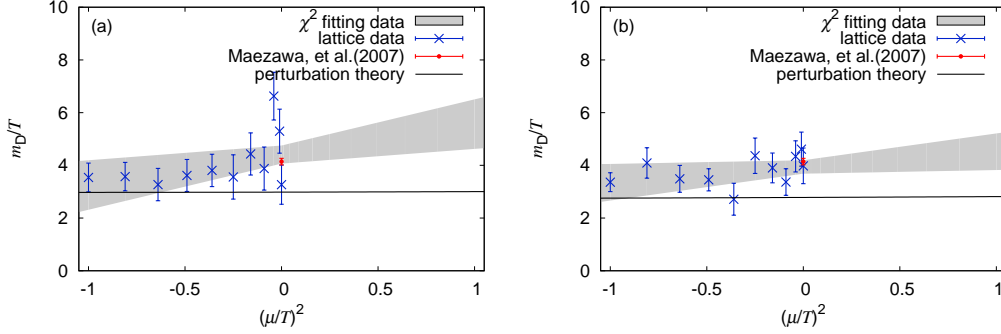 (a)
χ² fitting data
lattice data
Maezawa, et al.(2007)
perturbation theory
10
8
6
4
2
0
m_D/T
-1 -0.5 0 0.5 1
(μ/T)²
(b)
χ² fitting data
lattice data
Maezawa, et al.(2007)
perturbation theory
10
8
6
4
2
0
m_D/T
-1 -0.5 0 0.5 1
(μ/T)²